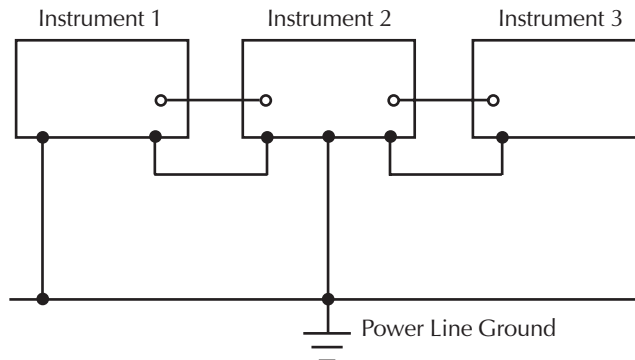 Instrument 1
Instrument 2
Instrument 3
Power Line Ground